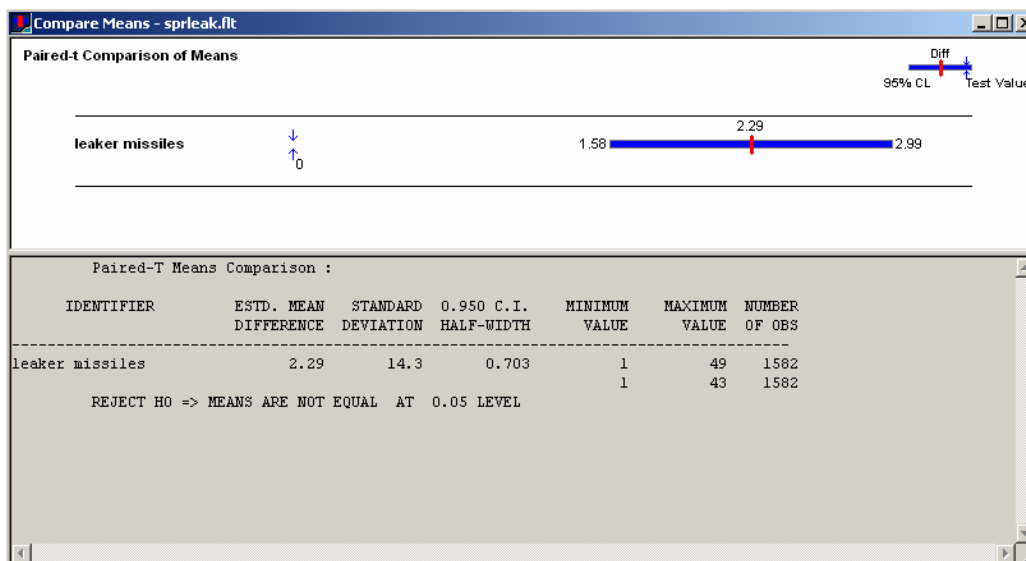 Compare Means - sprleak.flt
Paired-t Comparison of Means
Diff
95% CL Test Value
leaker missiles 0 1.58 2.29 2.99
Paired-T Means Comparison :
IDENTIFIER ESTD. MEAN STANDARD 0.950 C.I. MINIMUM MAXIMUM NUMBER
DIFFERENCE DEVIATION HALF-WIDTH VALUE VALUE OF OBS
leaker missiles 2.29 14.3 0.703 1 49 1582
1 43 1582
REJECT H0 => MEANS ARE NOT EQUAL AT 0.05 LEVEL